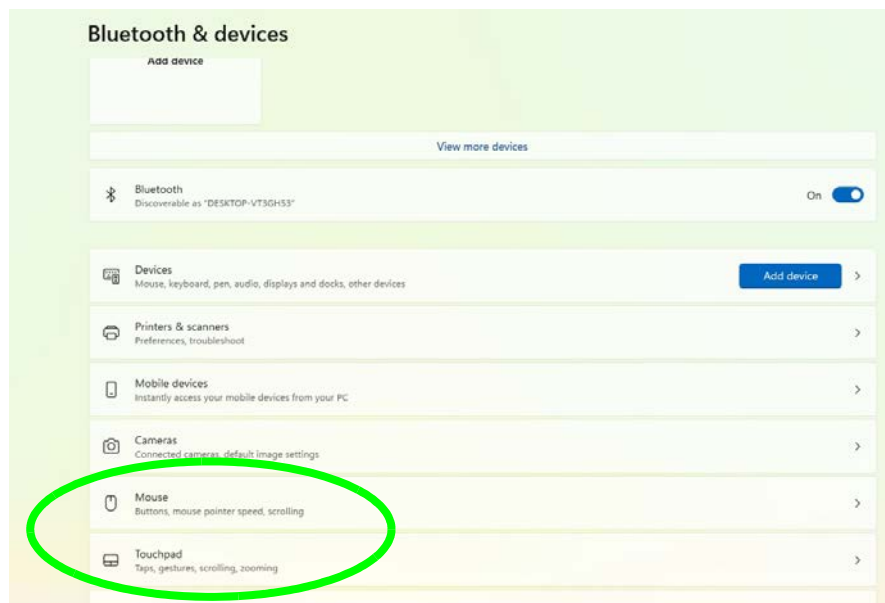 Bluetooth & devices
Add device
View more devices
Bluetooth
Discoverable as "DESKTOP-VT3GH53"
On
Devices
Mouse, keyboard, pen, audio, displays and docks, other devices
Add device
Printers & scanners
Preferences, troubleshoot
Mobile devices
Instantly access your mobile devices from your PC
Cameras
Connected cameras, default image settings
Mouse
Buttons, mouse pointer speed, scrolling
Touchpad
Taps, gestures, scrolling, zooming